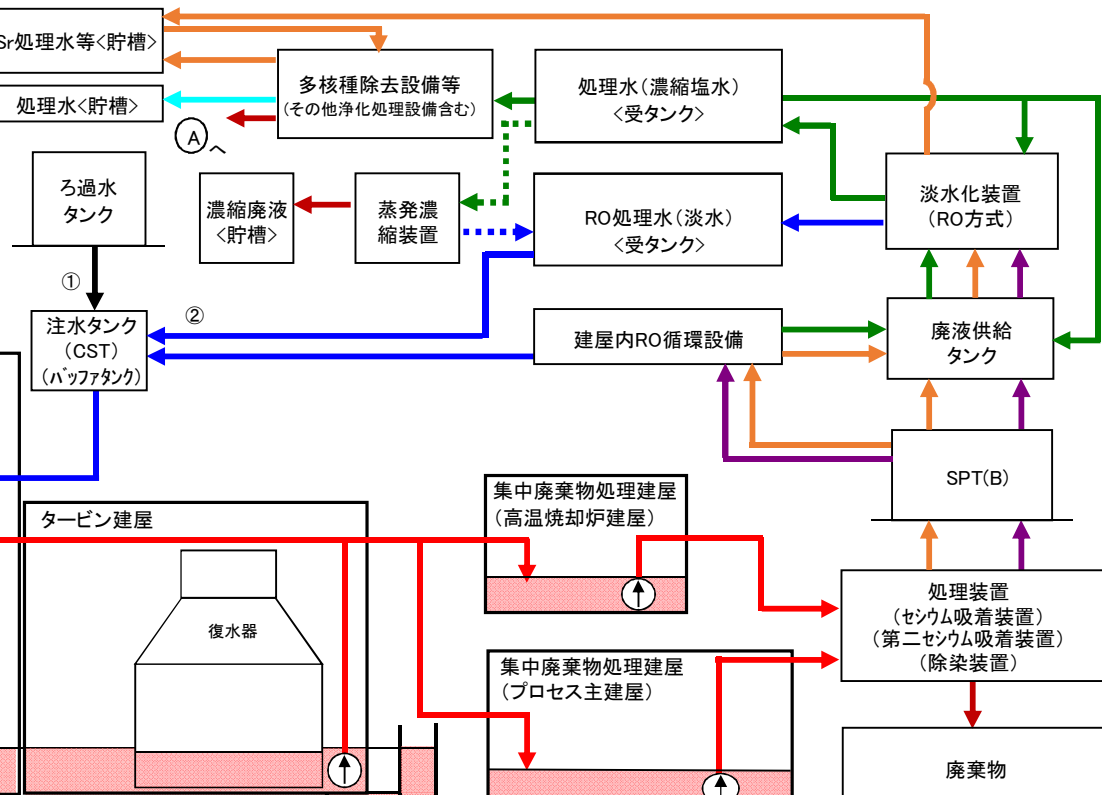 Sr処理水等<貯槽>
多核種除去設備等
(その他浄化処理設備含む)
処理水(濃縮塩水)
<受タンク>
処理水<貯槽>
A
へ
ろ過水
タンク
濃縮廃液
<貯槽>
蒸発濃
縮装置
RO処理水(淡水)
<受タンク>
淡水化装置
(RO方式)
①
②
注水タンク
(CST)
(バッファタンク)
建屋内RO循環設備
廃液供給
タンク
SPT(B)
タービン建屋
復水器
集中廃棄物処理建屋
(高温焼却炉建屋)
集中廃棄物処理建屋
(プロセス主建屋)
処理装置
(セシウム吸着装置)
(第二セシウム吸着装置)
(除染装置)
廃棄物